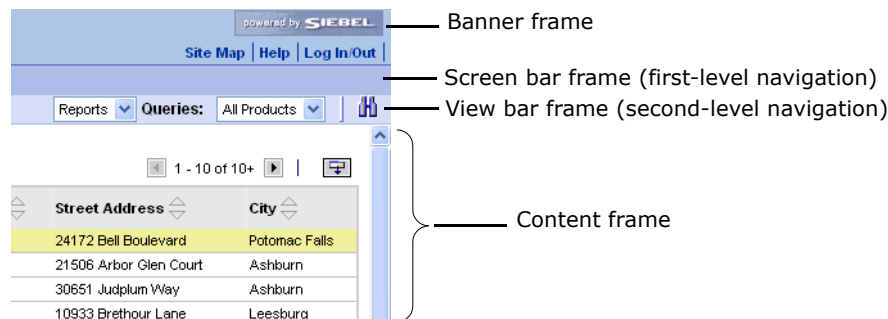 powered by SIEBEL
Banner frame
Site Map | Help | Log In/Out |
Screen bar frame (first-level navigation)
Reports Queries: All Products
View bar frame (second-level navigation)
1 - 10 of 10+
Street Address City
24172 Bell Boulevard Potomac Falls
Content frame
21506 Arbor Glen Court Ashburn
30651 Judplum Way Ashburn
10933 Brethour Lane Leesburg